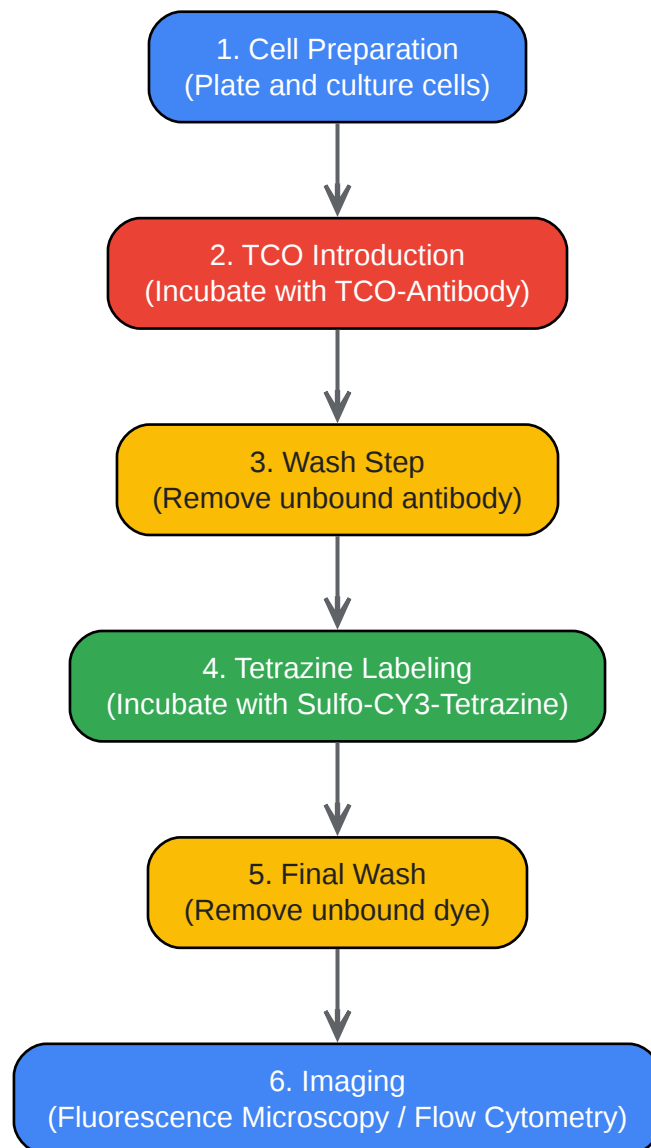 1. Cell Preparation
(Plate and culture cells)
2. TCO Introduction
(Incubate with TCO-Antibody)
3. Wash Step
(Remove unbound antibody)
4. Tetrazine Labeling
(Incubate with Sulfo-CY3-Tetrazine)
5. Final Wash
(Remove unbound dye)
6. Imaging
(Fluorescence Microscopy / Flow Cytometry)